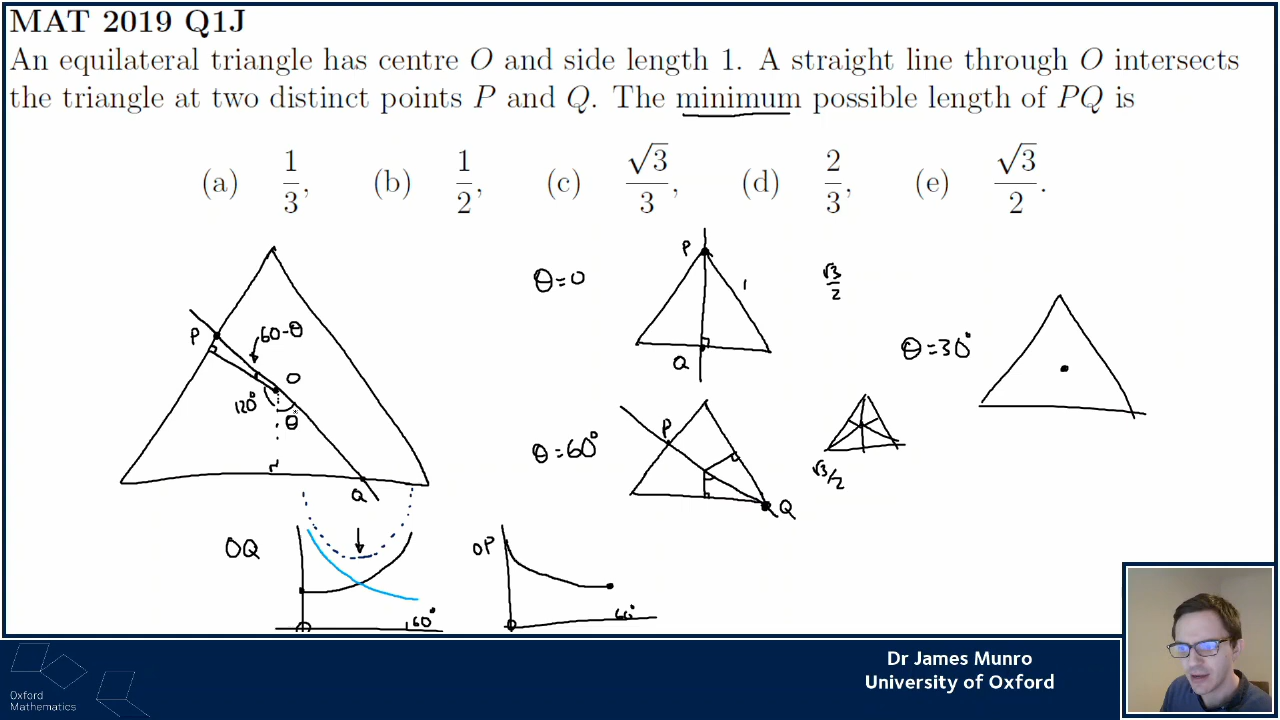 MAT 2019 Q1J
An equilateral triangle has centre O and side length 1. A straight line through O intersects
the triangle at two distinct points P and Q. The minimum possible length of PQ is
(a) 1/3, (b) 1/2, (c) √3/3, (d) 2/3, (e) √3/2.
P
60-θ
O
120°
θ
Q
θ=0
P
1
Q
√3/2
θ=30°
θ=60°
P
Q
√3/2
OQ
60°
OP
60°
Oxford
Mathematics
Dr James Munro
University of Oxford